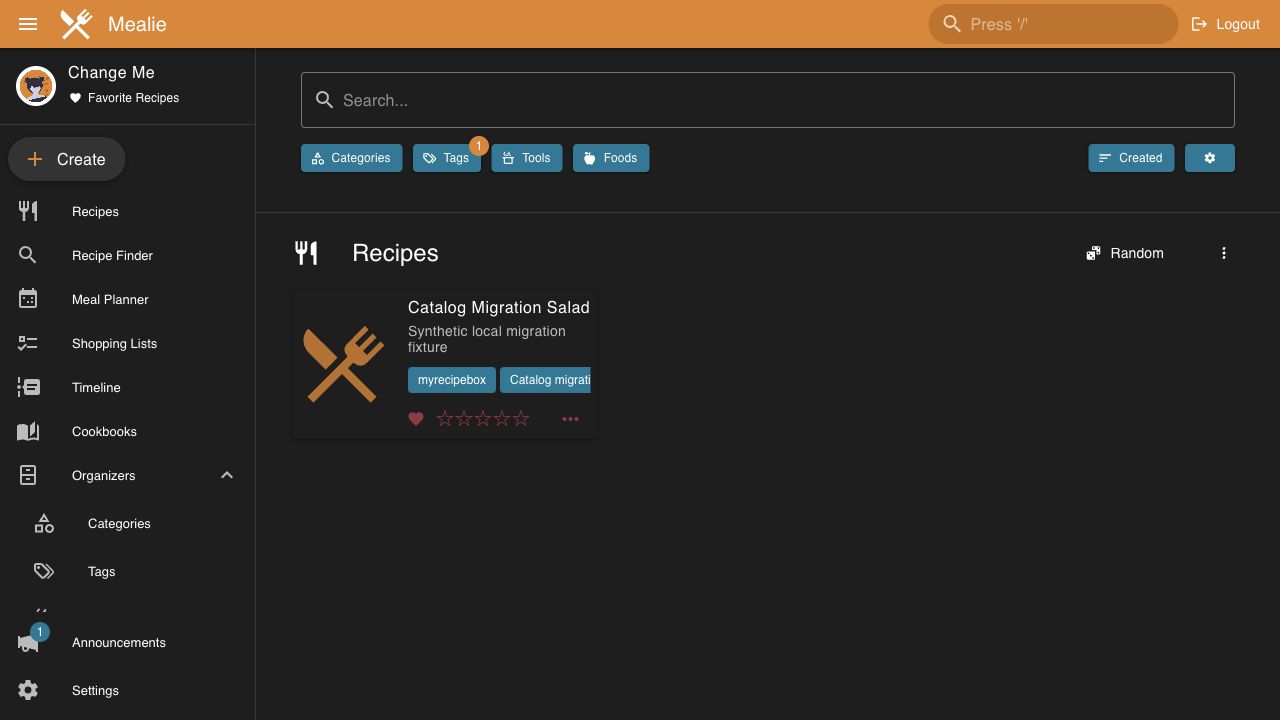 Mealie
Press '/'
Logout
Change Me
Favorite Recipes
Create
Recipes
Recipe Finder
Meal Planner
Shopping Lists
Timeline
Cookbooks
Organizers
Categories
Tags
1
Announcements
Settings
Search...
Categories
Tags
1
Tools
Foods
Created
Recipes
Random
Catalog Migration Salad
Synthetic local migration
fixture
myrecipebox
Catalog migrati